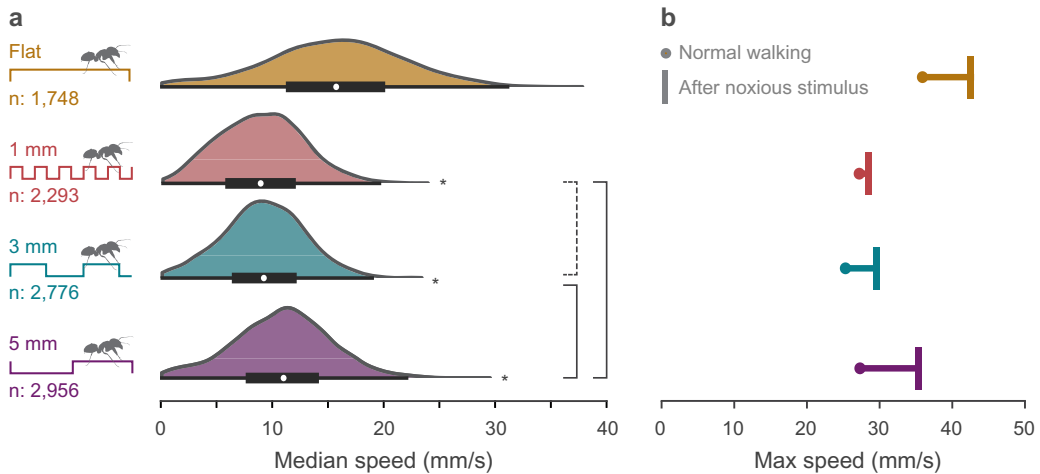 a
Flat
n: 1,748
1 mm
n: 2,293
*
3 mm
n: 2,776
*
5 mm
n: 2,956
*
0 10 20 30 40
Median speed (mm/s)
b
Normal walking
After noxious stimulus
0 10 20 30 40 50
Max speed (mm/s)